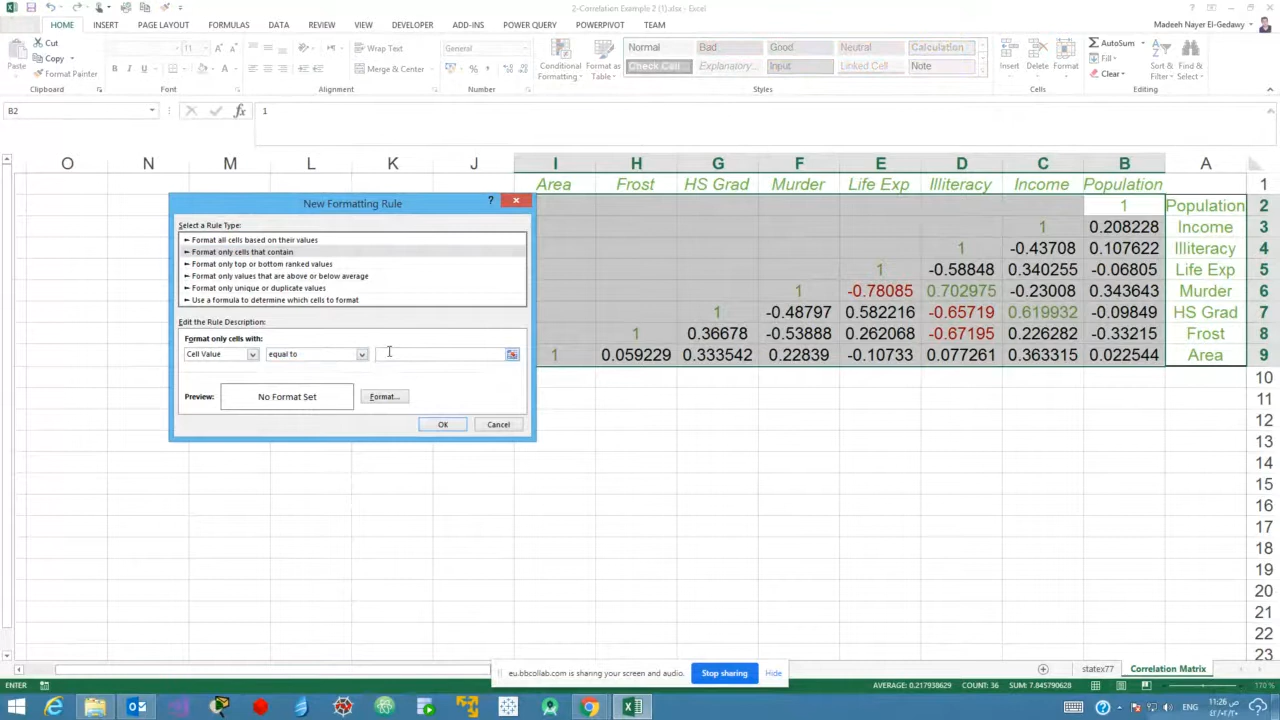 2-Correlation Example 2 (1).xlsx - Excel
HOME INSERT PAGE LAYOUT FORMULAS DATA REVIEW VIEW DEVELOPER ADD-INS POWER QUERY POWERPIVOT TEAM
Madeeh Nayer El-Gedawy
Paste
Cut
Copy
Format Painter
Clipboard
11
B I U
Font
Wrap Text
Merge & Center
Alignment
General
Number
Conditional Formatting
Format as Table
Normal Bad Good Neutral Calculation
Check Cell Explanatory... Input Linked Cell Note
Styles
Insert Delete Format
Cells
AutoSum
Fill
Clear
Sort & Filter
Find & Select
Editing
B2
1
O N M L K J I H G F E D C B A
Area Frost HS Grad Murder Life Exp Illiteracy Income Population 1
1 Population 2
1 0.208228 Income 3
1 -0.43708 0.107622 Illiteracy 4
1 -0.58848 0.340255 -0.06805 Life Exp 5
1 -0.78085 0.702975 -0.23008 0.343643 Murder 6
1 -0.48797 0.582216 -0.65719 0.619932 -0.09849 HS Grad 7
1 0.36678 -0.53888 0.262068 -0.67195 0.226282 -0.33215 Frost 8
1 0.059229 0.333542 0.22839 -0.10733 0.077261 0.363315 0.022544 Area 9
10
11
12
13
14
15
16
17
18
19
20
21
22
23
New Formatting Rule
Select a Rule Type:
Format all cells based on their values
Format only cells that contain
Format only top or bottom ranked values
Format only values that are above or below average
Format only unique or duplicate values
Use a formula to determine which cells to format
Edit the Rule Description:
Format only cells with:
Cell Value equal to
Preview: No Format Set Format...
OK Cancel
eu.bbcollab.com is sharing your screen and audio. Stop sharing Hide
statex77 Correlation Matrix
ENTER
AVERAGE: 0.217938629 COUNT: 36 SUM: 7.845790628
170 %
11:26 ص